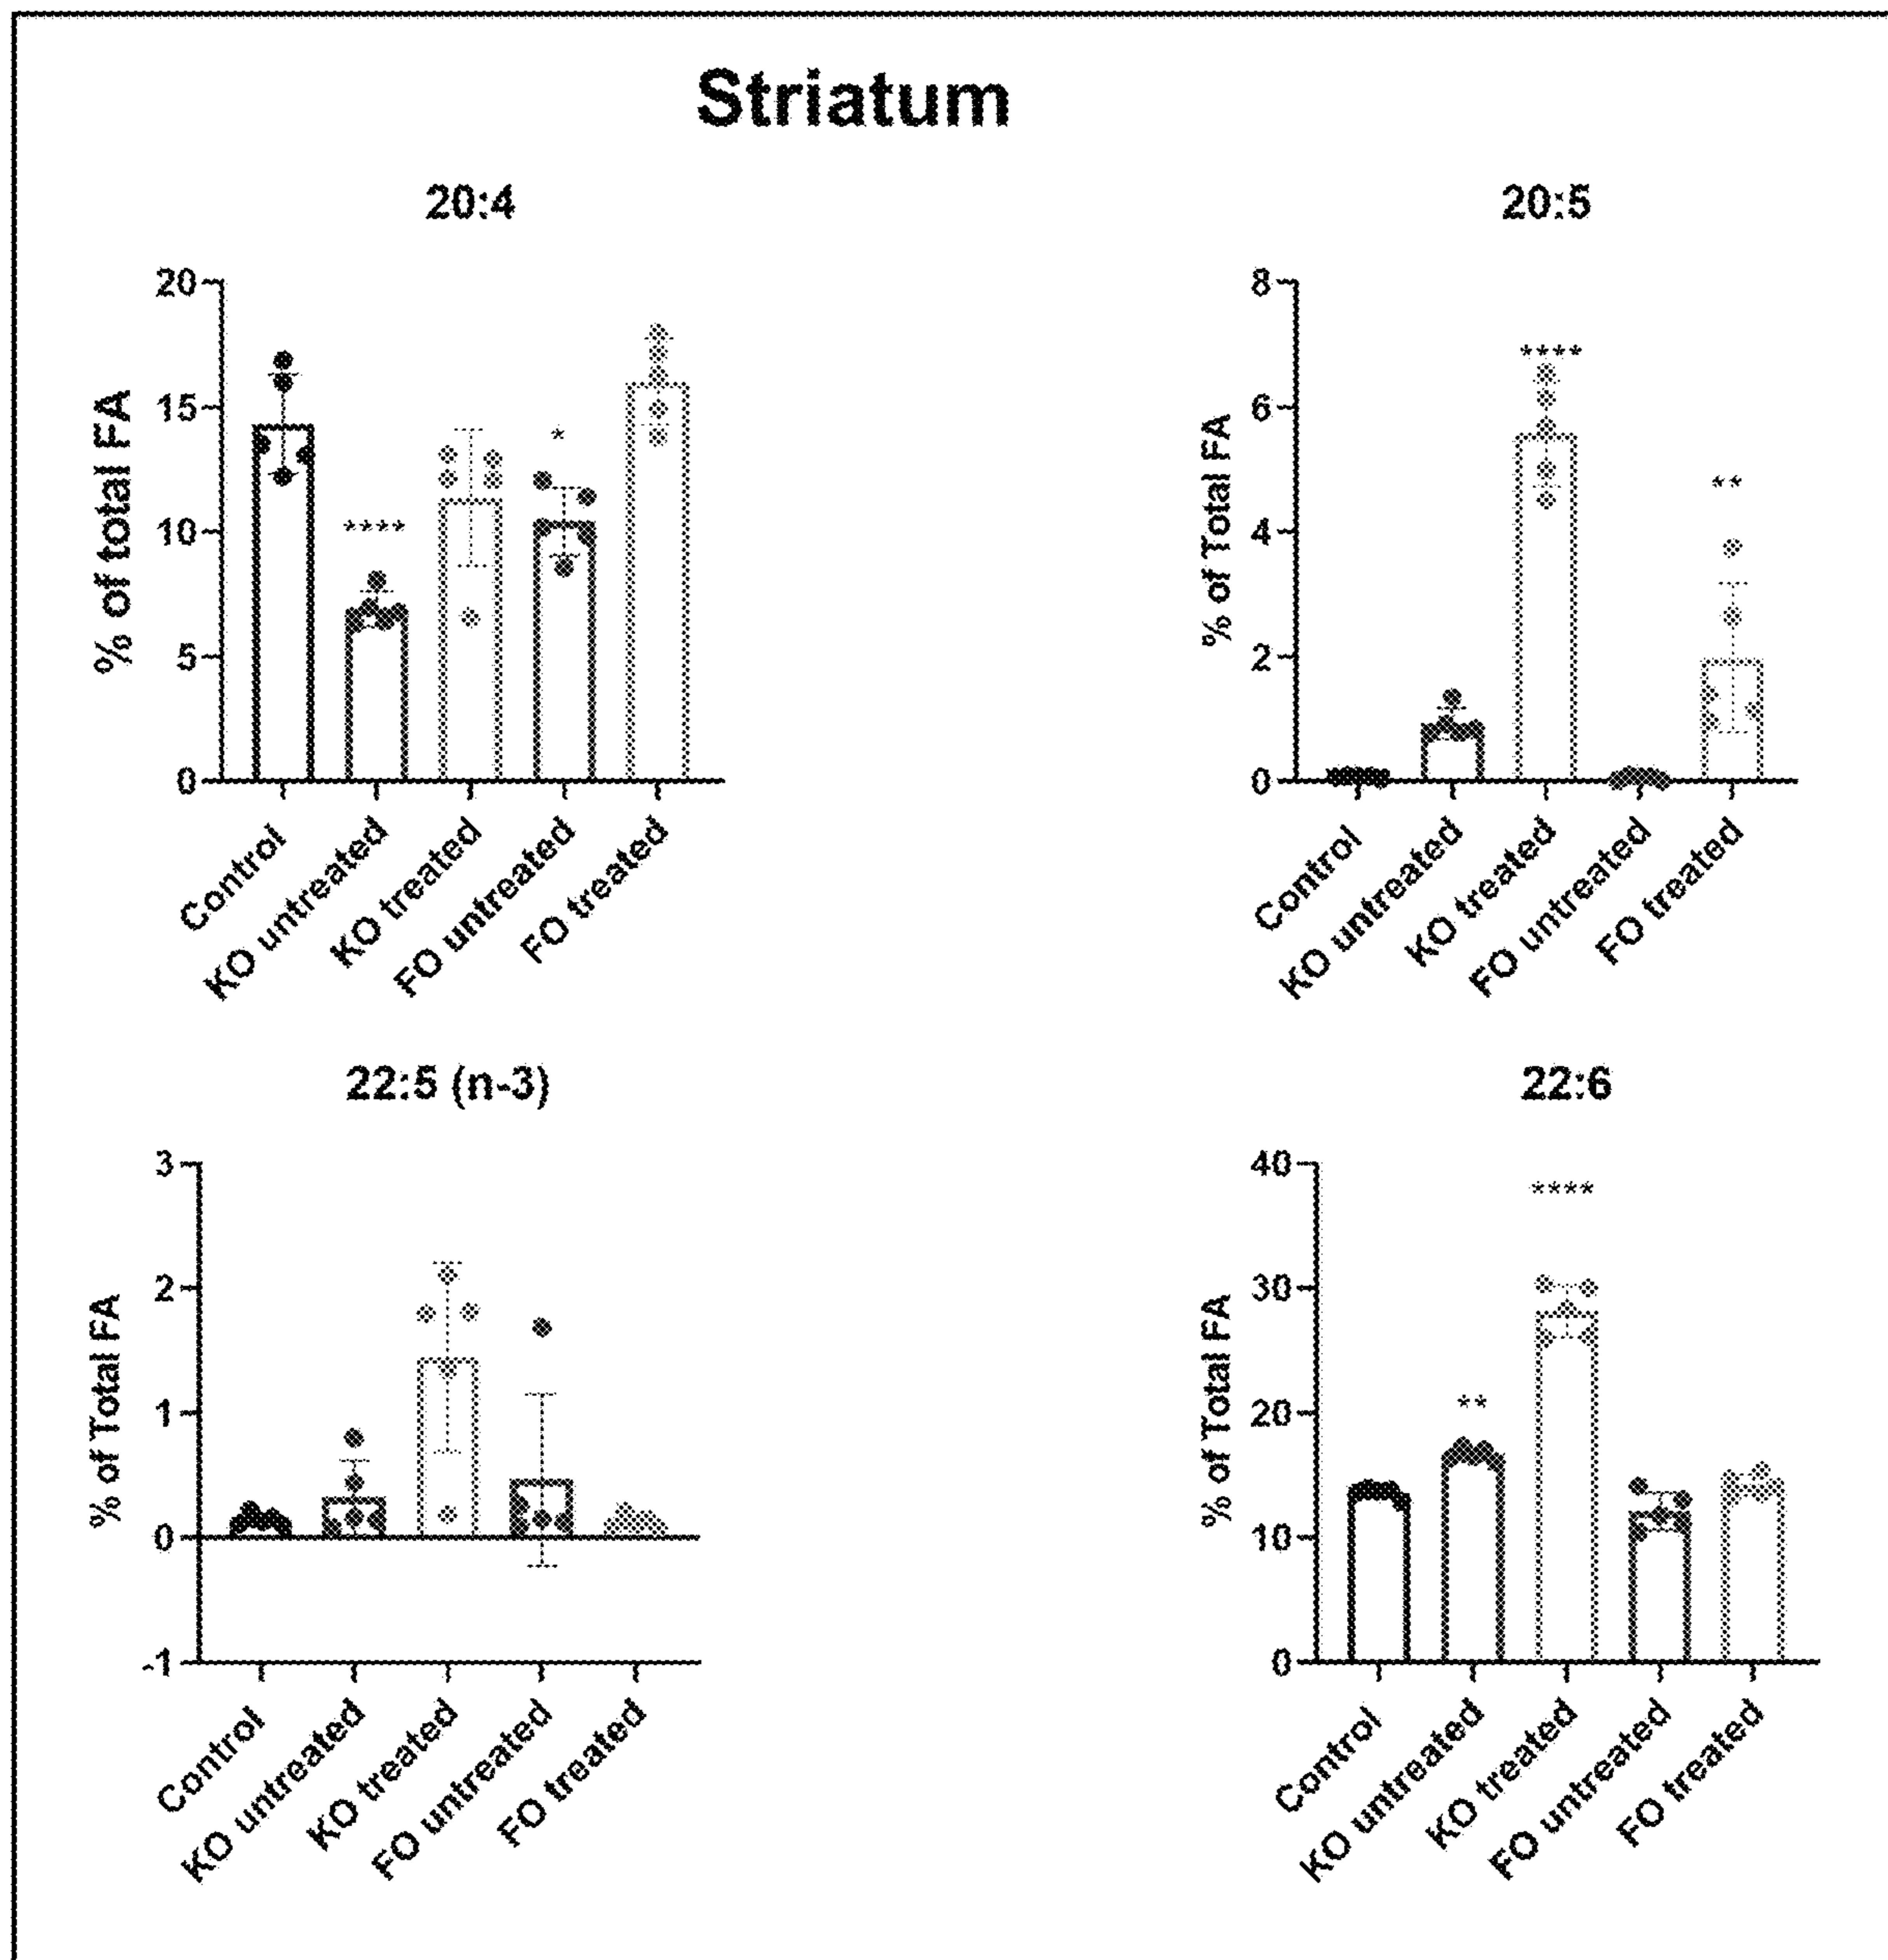 Striatum
20:4
% of total FA
20
15
10
5
0
****
*
Control
KO untreated
KO treated
FO untreated
FO treated
20:5
% of Total FA
8
6
4
2
0
****
**
Control
KO untreated
KO treated
FO untreated
FO treated
22:5 (n-3)
% of Total FA
3
2
1
0
-1
Control
KO untreated
KO treated
FO untreated
FO treated
22:6
% of Total FA
40
30
20
10
0
**
****
Control
KO untreated
KO treated
FO untreated
FO treated